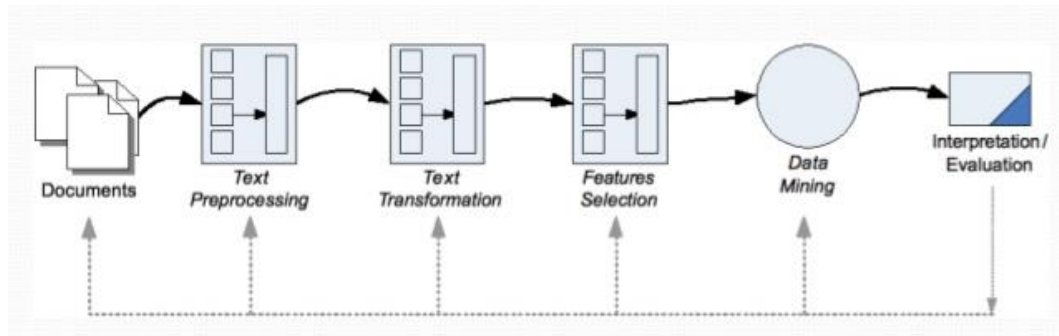 Documents
Text
Preprocessing
Text
Transformation
Features
Selection
Data
Mining
Interpretation /
Evaluation